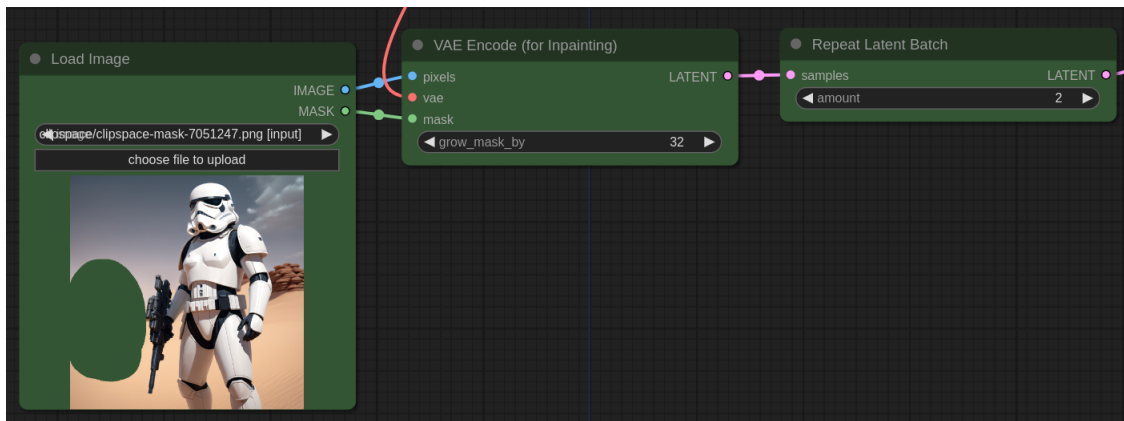 Load Image
IMAGE
MASK
clipspace/clipspace-mask-7051247.png [input]
choose file to upload
VAE Encode (for Inpainting)
pixels
LATENT
vae
mask
grow_mask_by 32
Repeat Latent Batch
samples
LATENT
amount 2